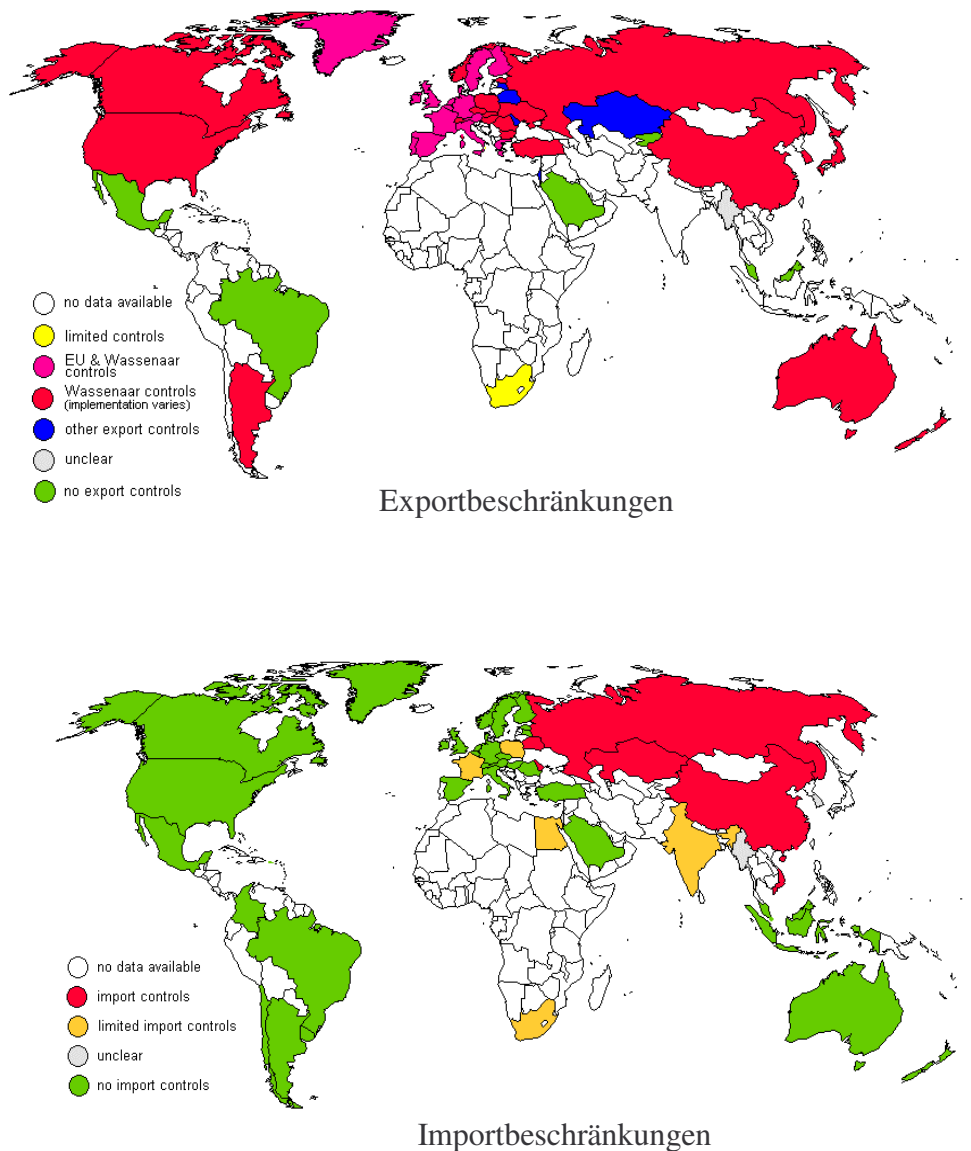 no data available
limited controls
EU & Wassenaar
controls
Wassenaar controls
(implementation varies)
other export controls
unclear
no export controls
Exportbeschränkungen
no data available
import controls
limited import controls
unclear
no import controls
Importbeschränkungen